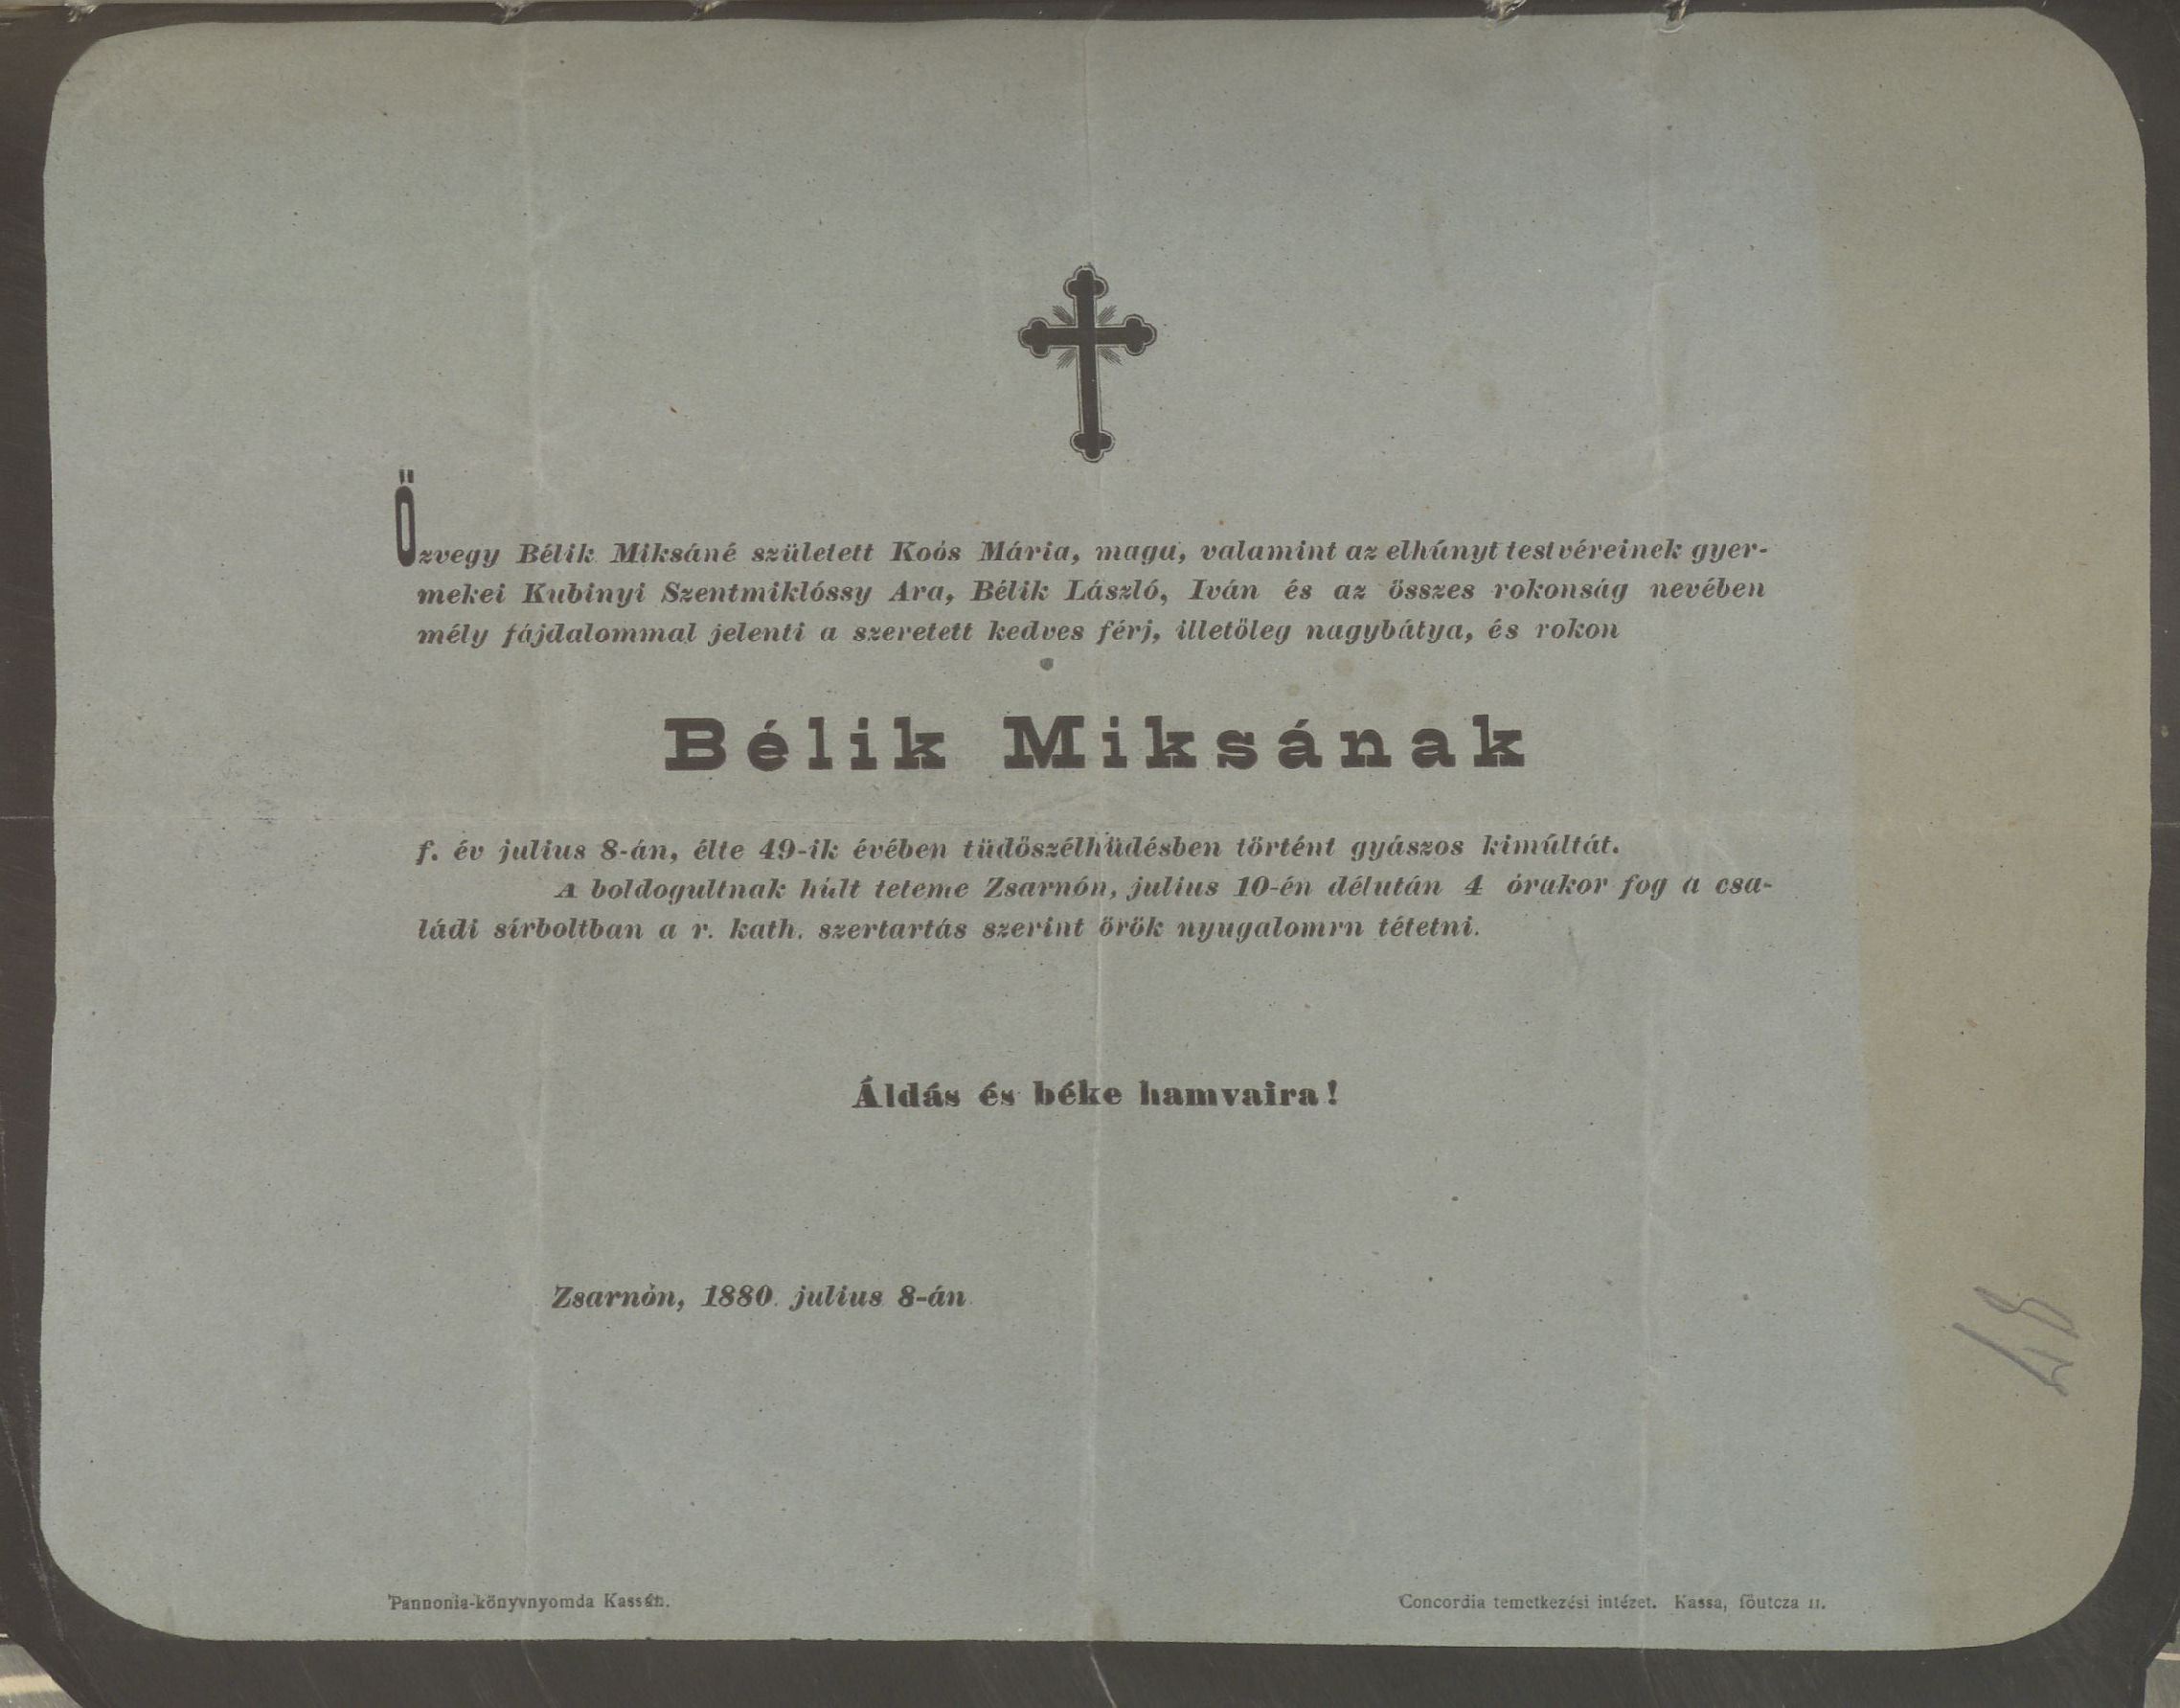 Özvegy Bélik Miksáné született Koós Mária, maga, valamint az elhúnyt testvéreinek gyer-
mekei Kubinyi Szentmiklóssy Ara, Bélik László, Iván és az összes rokonság nevében
mély fájdalommal jelenti a szeretett kedves férj, illetőleg nagybátya, és rokon
Bélik Miksának
f. év julius 8-án, élte 49-ik évében tüdőszélhűdésben történt gyászos kimúltát.
A boldogultnak húlt teteme Zsarnón, julius 10-én délután 4 órakor fog a csa-
ládi sírboltban a r. kath. szertartás szerint örök nyugalomrn tétetni.
Áldás és béke hamvaira!
Zsarnón, 1880. julius 8-án
Pannonia-könyvnyomda Kassán.
Concordia temetkezési intézet. Kassa, főutcza 11.